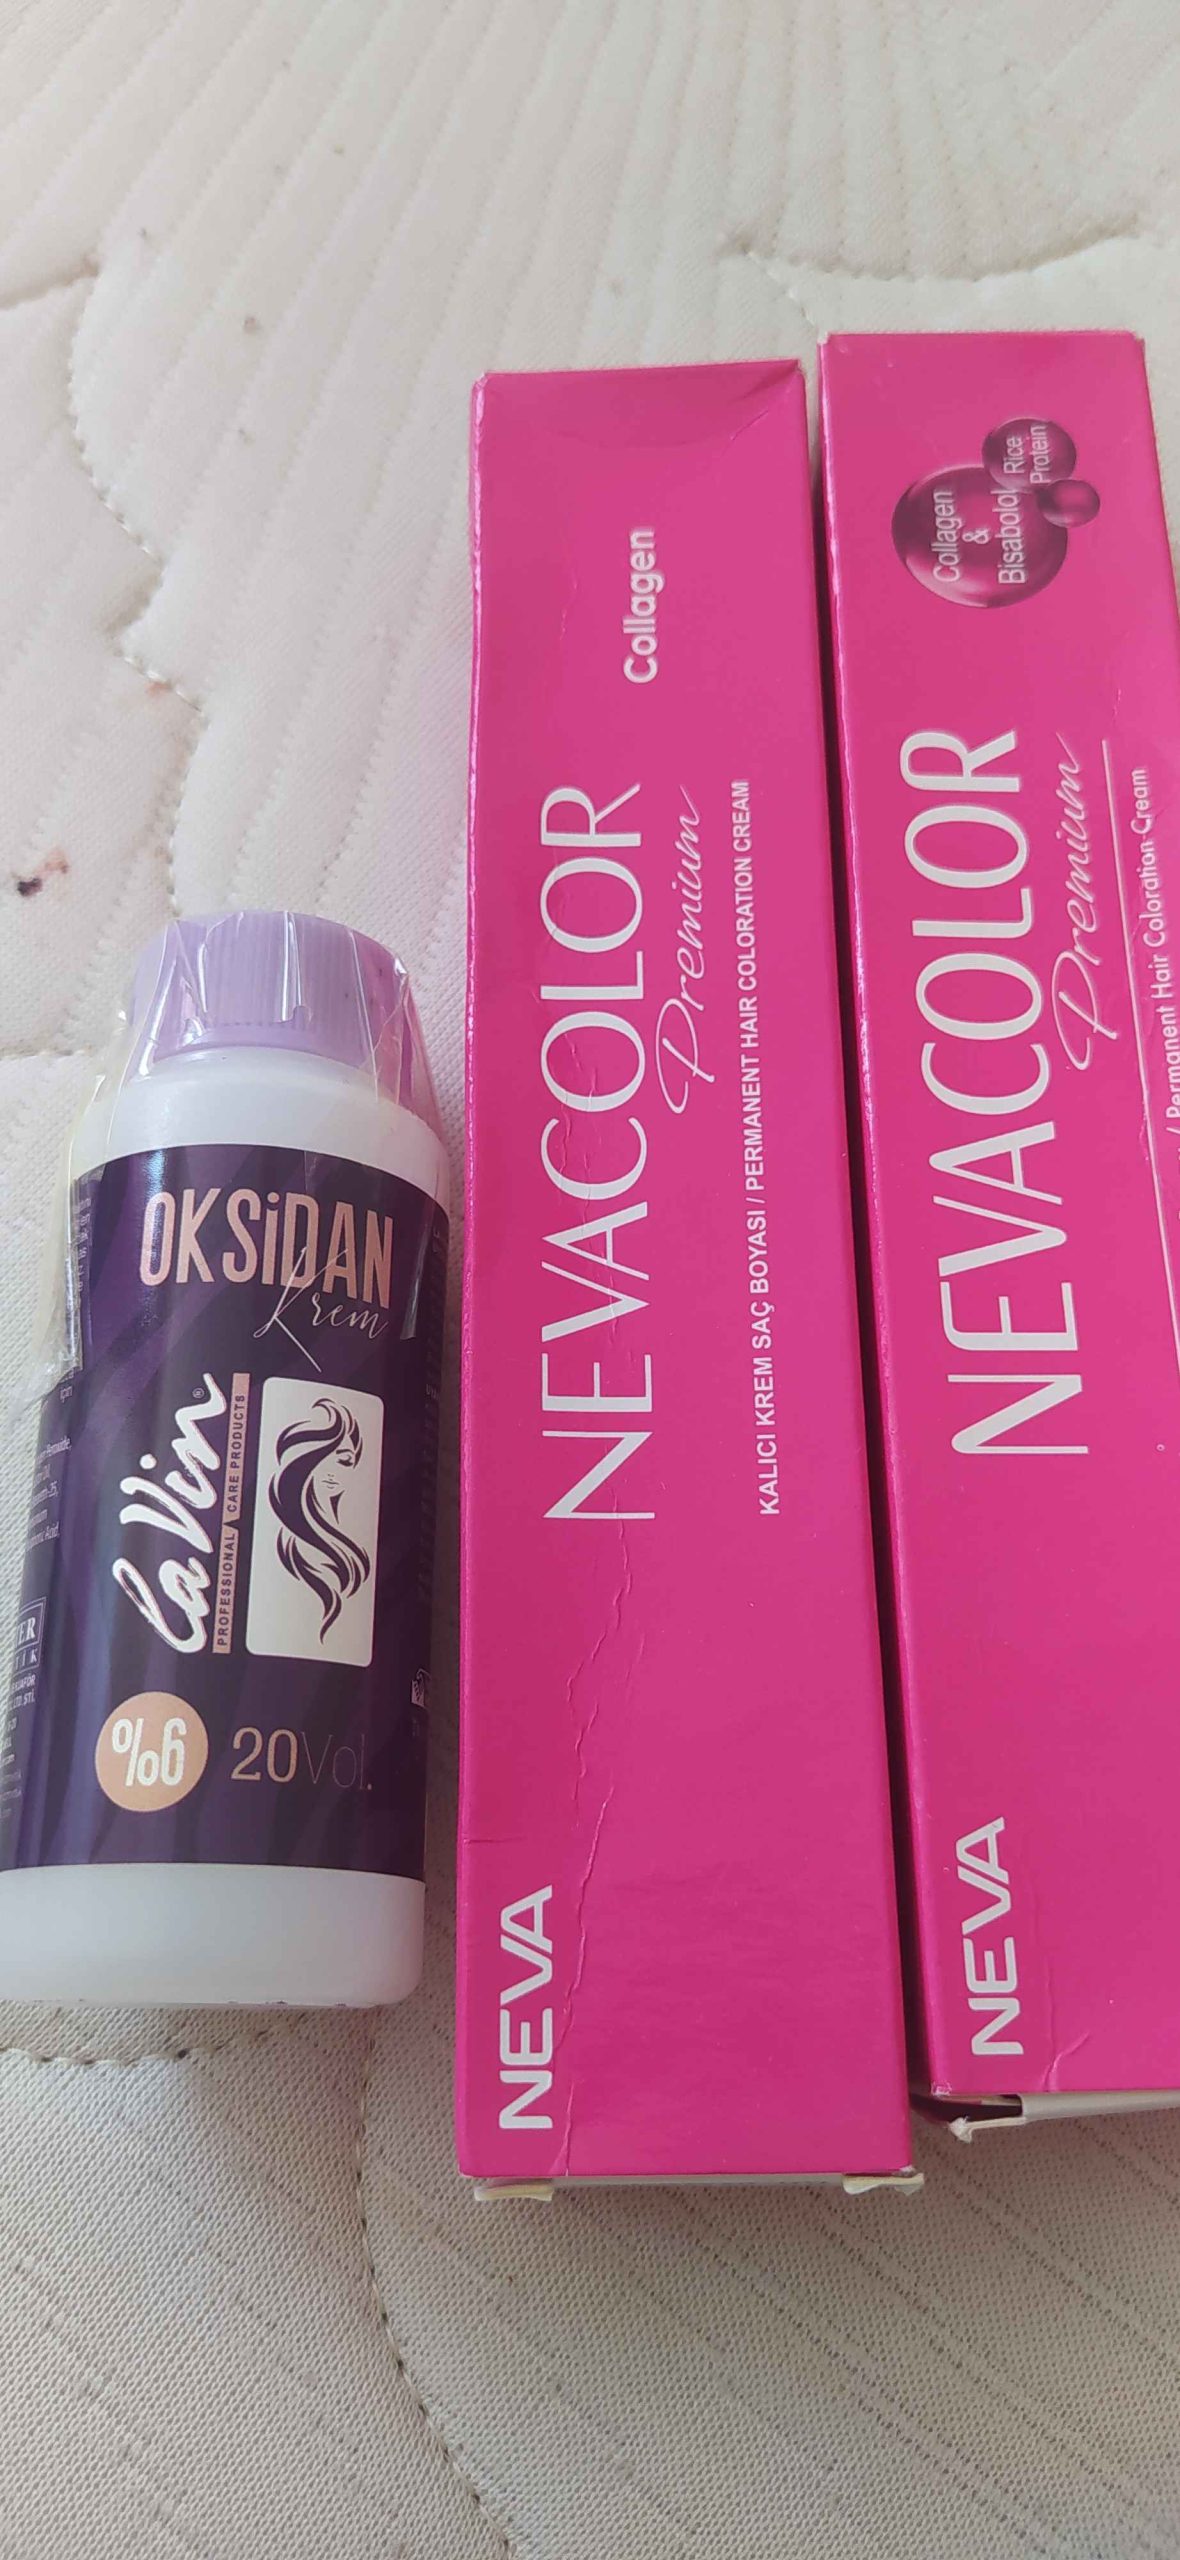 OKSiDAN
Krem
laVin®
PROFESSIONAL / CARE PRODUCTS
%6
20Vol.
NEVACOLOR
Premium
KALICI KREM SAÇ BOYASI / PERMANENT HAIR COLORATION CREAM
Collagen
NEVA
Collagen
&
Bisabolol
Rice
Protein
NEVACOLOR
Premium
/ Permanent Hair Coloration Cream
NEVA